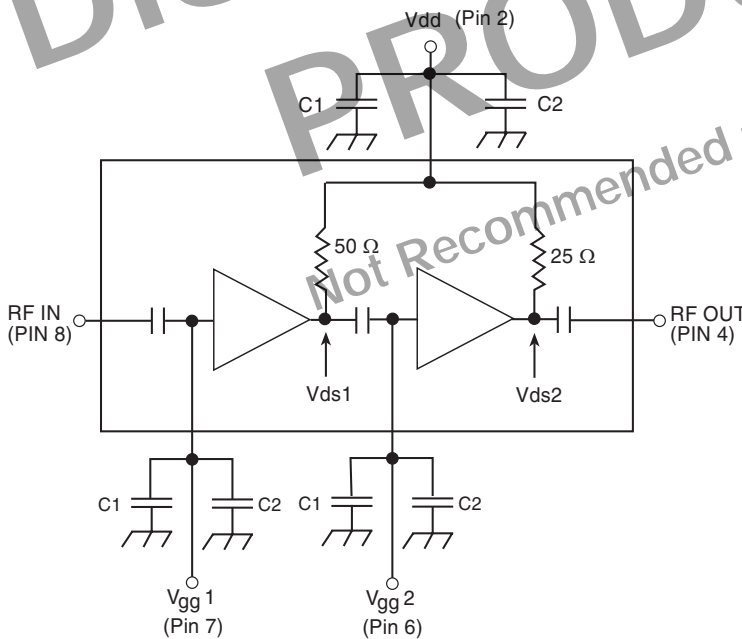 PRODU
Vdd (Pin 2)
C1
C2
Not Recommended
50 Ω
25 Ω
RF IN
(PIN 8)
RF OUT
(PIN 4)
Vds1
Vds2
C1
C2
C1
C2
Vgg 1
(Pin 7)
Vgg 2
(Pin 6)